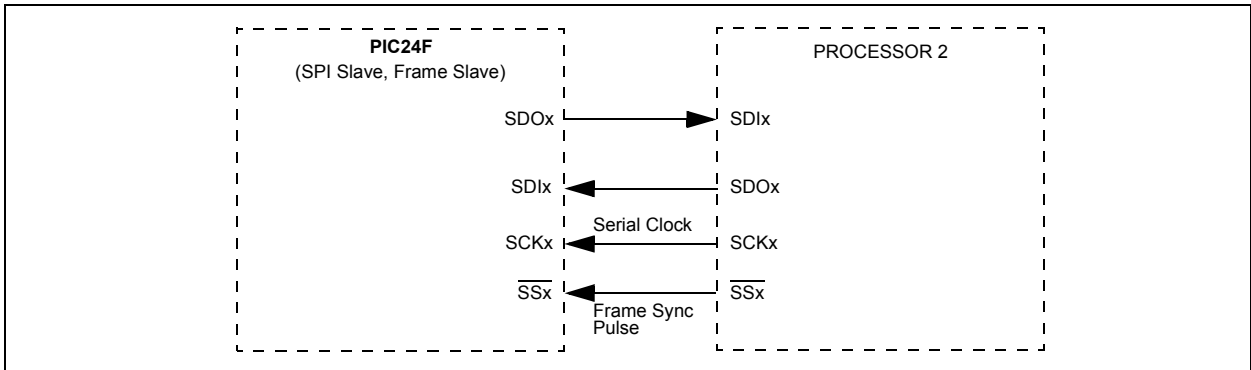 PIC24F
(SPI Slave, Frame Slave)
PROCESSOR 2
SDOx
SDIx
SDIx
SDOx
Serial Clock
SCKx
SCKx
SSx
SSx
Frame Sync
Pulse